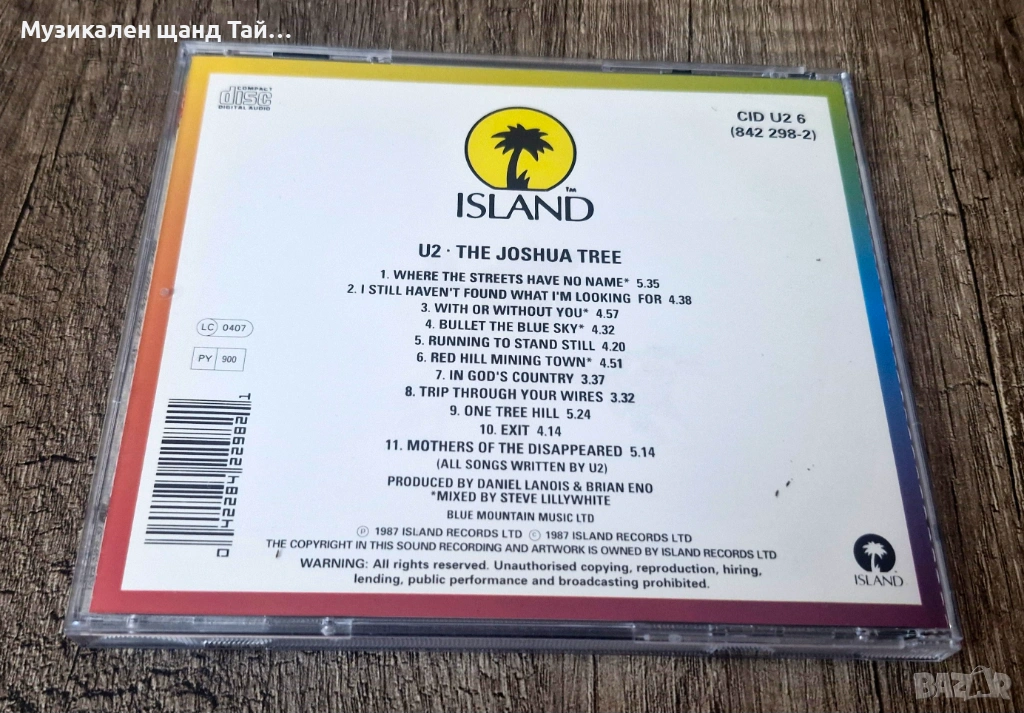 Музикален щанд Тай…
COMPACT
disc
DIGITAL AUDIO
CID U2 6
(842 298-2)
ISLAND™
U2 · THE JOSHUA TREE
1. WHERE THE STREETS HAVE NO NAME* 5.35
2. I STILL HAVEN'T FOUND WHAT I'M LOOKING FOR 4.38
3. WITH OR WITHOUT YOU* 4.57
4. BULLET THE BLUE SKY* 4.32
5. RUNNING TO STAND STILL 4.20
6. RED HILL MINING TOWN* 4.51
7. IN GOD'S COUNTRY 3.37
8. TRIP THROUGH YOUR WIRES 3.32
9. ONE TREE HILL 5.24
10. EXIT 4.14
11. MOTHERS OF THE DISAPPEARED 5.14
(ALL SONGS WRITTEN BY U2)
PRODUCED BY DANIEL LANOIS & BRIAN ENO
*MIXED BY STEVE LILLYWHITE
BLUE MOUNTAIN MUSIC LTD
℗ 1987 ISLAND RECORDS LTD © 1987 ISLAND RECORDS LTD
THE COPYRIGHT IN THIS SOUND RECORDING AND ARTWORK IS OWNED BY ISLAND RECORDS LTD
WARNING: All rights reserved. Unauthorised copying, reproduction, hiring,
lending, public performance and broadcasting prohibited.
LC 0407
PY 900
1 28622 48224 0
ISLAND
BAZAR